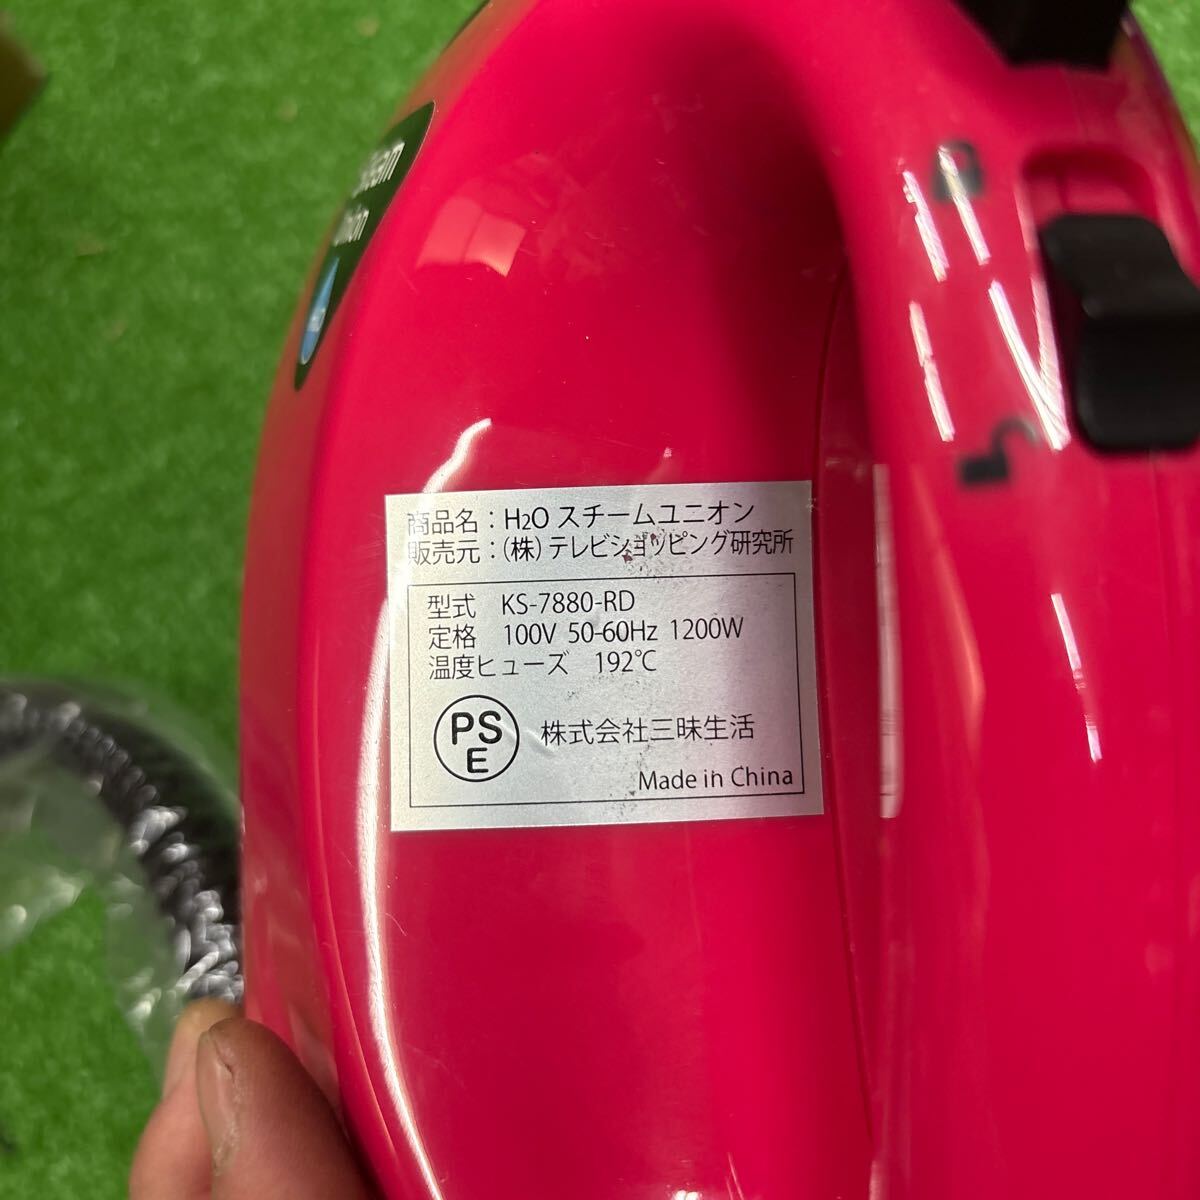 商品名：H₂O スチームユニオン
販売元：（株）テレビショッピング研究所
型式 KS-7880-RD
定格 100V 50-60Hz 1200W
温度ヒューズ 192℃
PS
E
株式会社三昧生活
Made in China